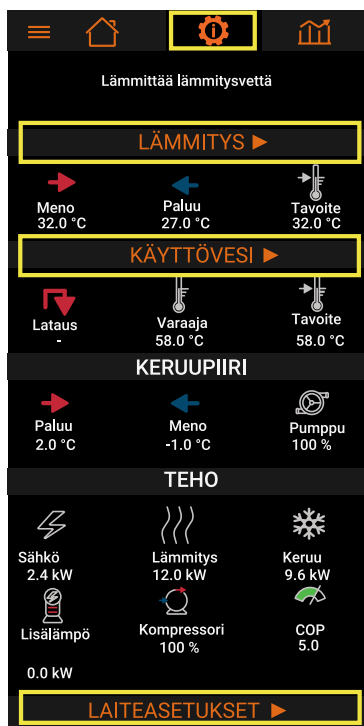 Lämmittää lämmitysvettä
LÄMMITYS ►
Meno Paluu Tavoite
32.0 °C 27.0 °C 32.0 °C
KÄYTTÖVESI ►
Lataus Varaaja Tavoite
- 58.0 °C 58.0 °C
KERUUPIIRI
Paluu Meno Pumppu
2.0 °C -1.0 °C 100 %
TEHO
Sähkö Lämmitys Keruu
2.4 kW 12.0 kW 9.6 kW
Lisälämpö Kompressori COP
0.0 kW 100 % 5.0
LAITEASETUKSET ►